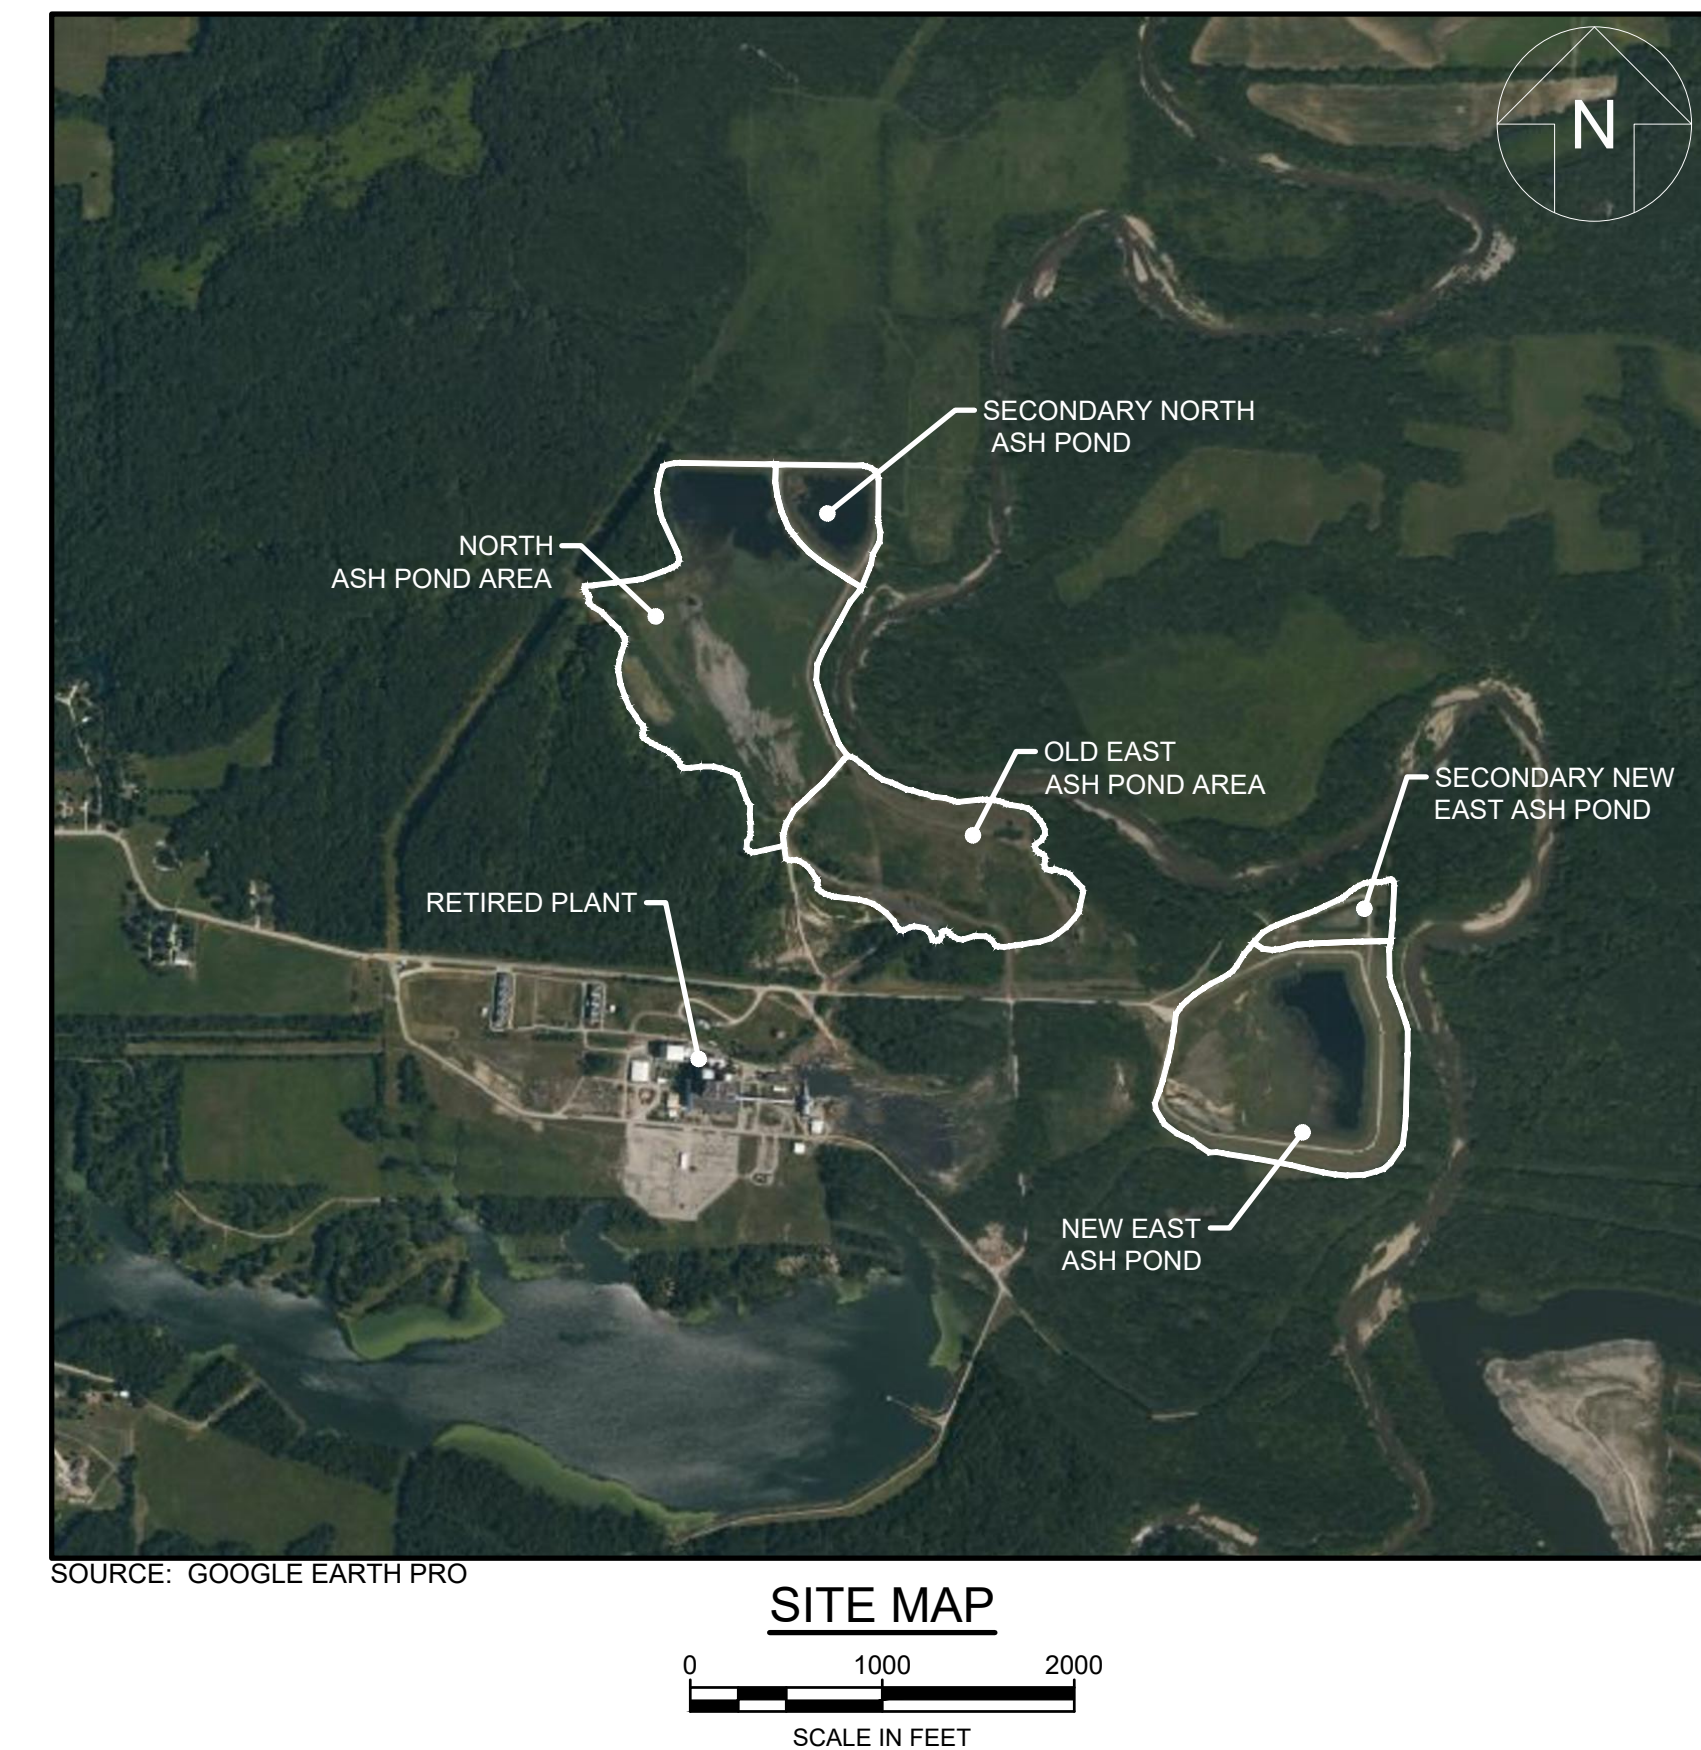 N
SECONDARY NORTH
ASH POND
NORTH
ASH POND AREA
OLD EAST
ASH POND AREA
SECONDARY NEW
EAST ASH POND
RETIRED PLANT
NEW EAST
ASH POND
SOURCE: GOOGLE EARTH PRO
SITE MAP
0 1000 2000
SCALE IN FEET